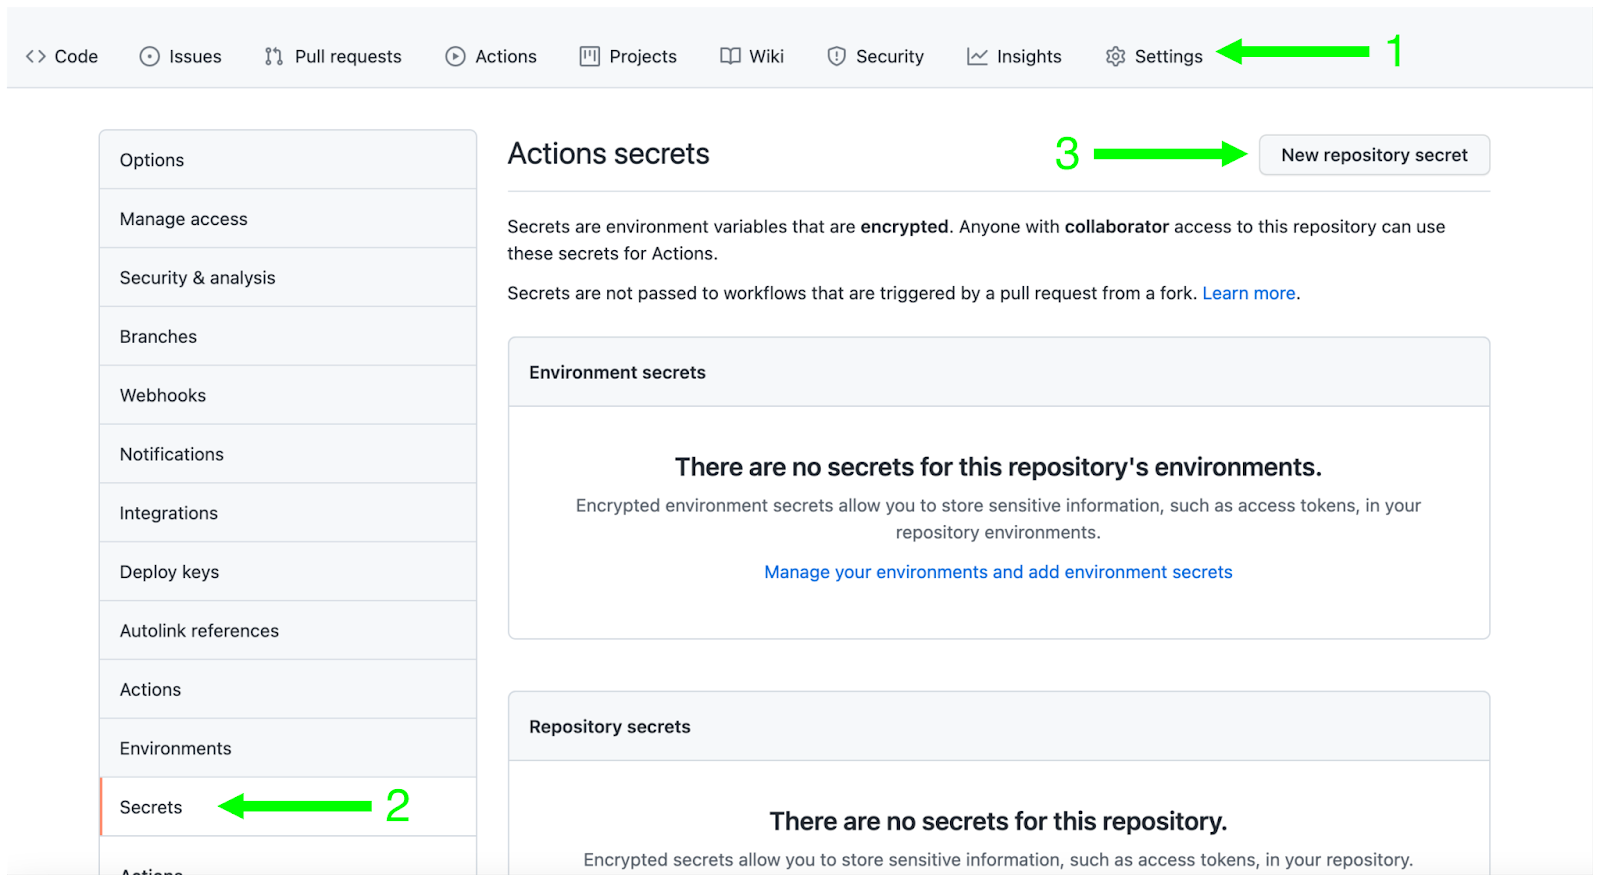 Code Issues Pull requests Actions Projects Wiki Security Insights Settings 1
Options
Manage access
Security & analysis
Branches
Webhooks
Notifications
Integrations
Deploy keys
Autolink references
Actions
Environments
Secrets 2
Actions
Actions secrets
3 New repository secret
Secrets are environment variables that are encrypted. Anyone with collaborator access to this repository can use
these secrets for Actions.
Secrets are not passed to workflows that are triggered by a pull request from a fork. Learn more.
Environment secrets
There are no secrets for this repository's environments.
Encrypted environment secrets allow you to store sensitive information, such as access tokens, in your
repository environments.
Manage your environments and add environment secrets
Repository secrets
There are no secrets for this repository.
Encrypted secrets allow you to store sensitive information, such as access tokens, in your repository.